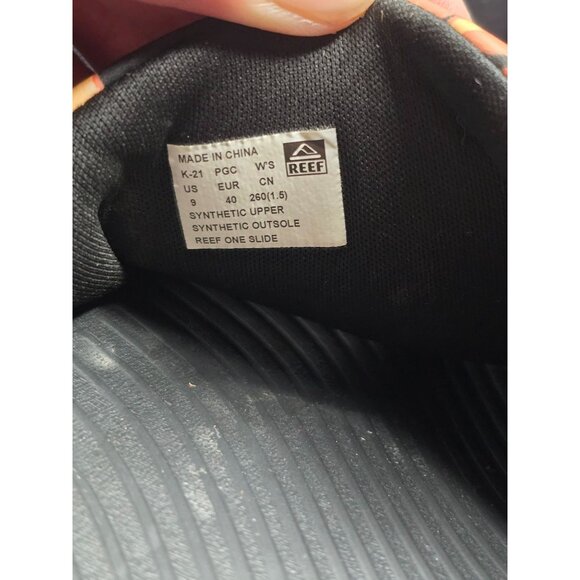 MADE IN CHINA
K-21 PGC W'S
US EUR CN
9 40 260(1.5)
SYNTHETIC UPPER
SYNTHETIC OUTSOLE
REEF ONE SLIDE
REEF